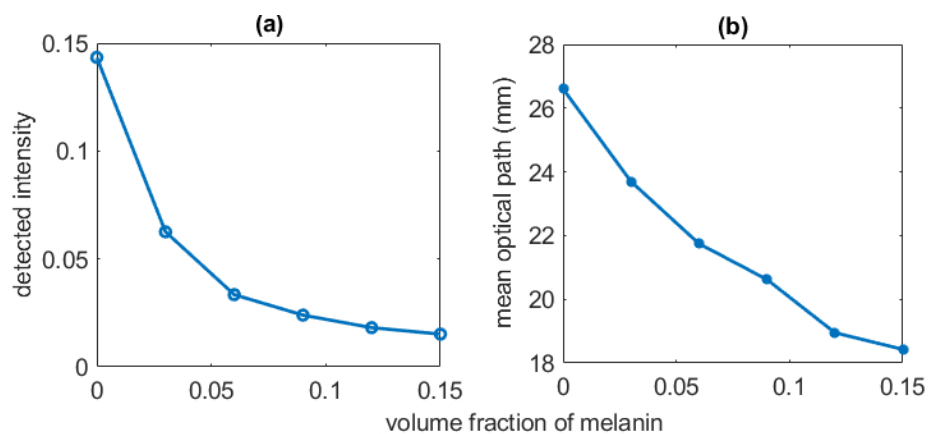 (a)
0.15
0.1
0.05
0
0 0.05 0.1 0.15
detected intensity
(b)
28
26
24
22
20
18
0 0.05 0.1 0.15
mean optical path (mm)
volume fraction of melanin